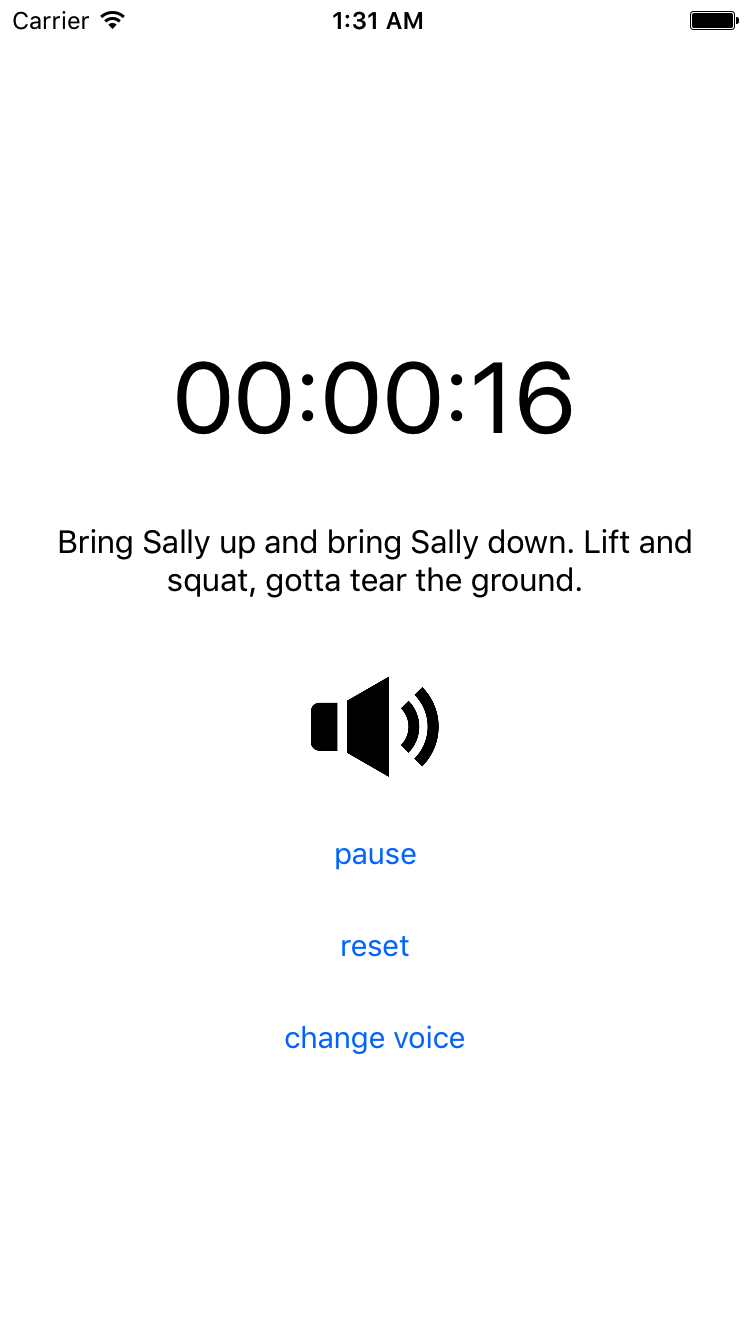 Carrier 1:31 AM
00:00:16
Bring Sally up and bring Sally down. Lift and
squat, gotta tear the ground.
pause
reset
change voice